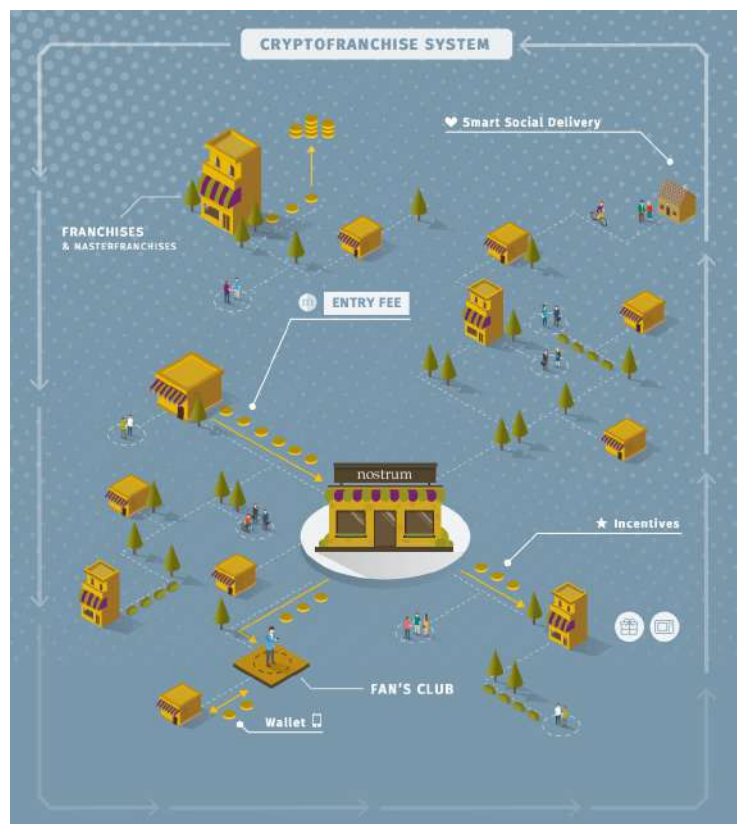 CRYPTOFRANCHISE SYSTEM
Smart Social Delivery
FRANCHISES
& MASTERFRANCHISES
ENTRY FEE
nostrum
Incentives
FAN'S CLUB
Wallet